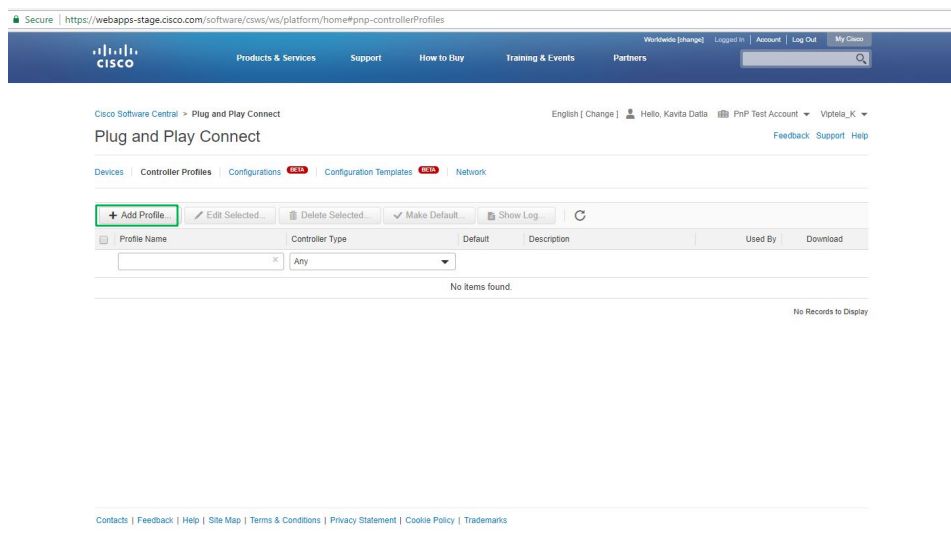 Secure | https://webapps-stage.cisco.com/software/csws/ws/platform/home#pnp-controllerProfiles
Worldwide [change] Logged In | Account | Log Out My Cisco
CISCO
Products & Services Support How to Buy Training & Events Partners
Cisco Software Central > Plug and Play Connect
English [ Change ] Hello, Kavita Datla PnP Test Account Viptela_K
Plug and Play Connect
Feedback Support Help
Devices | Controller Profiles | Configurations BETA | Configuration Templates BETA | Network
+ Add Profile... Edit Selected... Delete Selected... Make Default... Show Log...
Profile Name Controller Type Default Description Used By Download
Any
No items found.
No Records to Display
Contacts | Feedback | Help | Site Map | Terms & Conditions | Privacy Statement | Cookie Policy | Trademarks